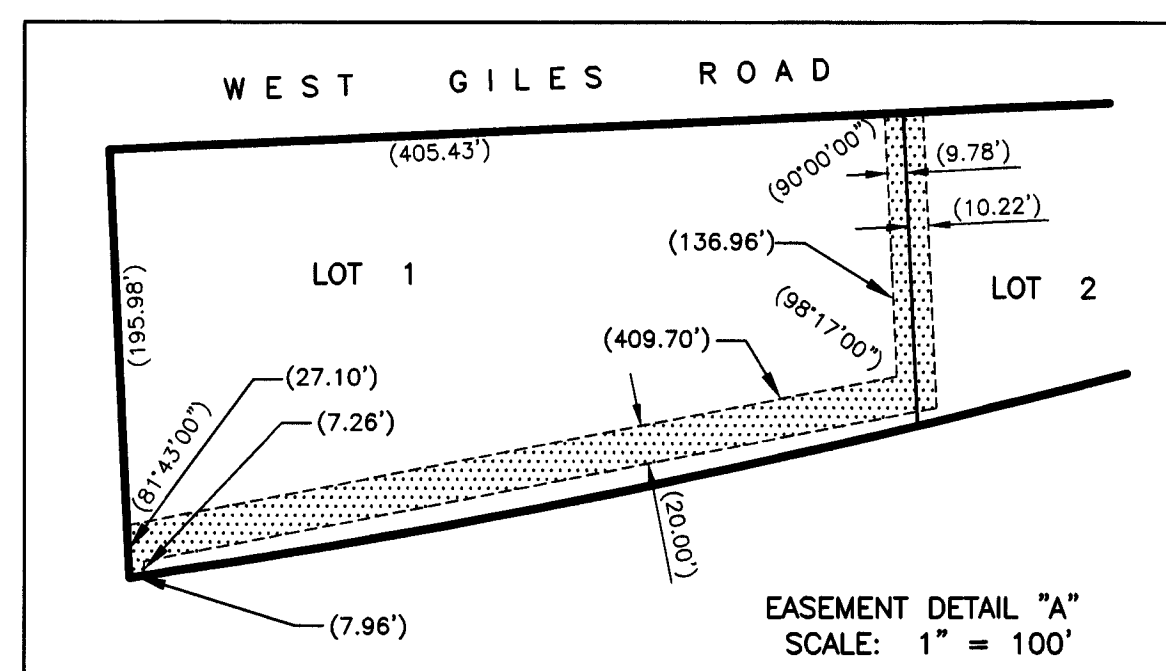 WEST GILES ROAD
(405.43')
(90°00'00")
(9.78')
(10.22')
(136.96')
LOT 1
LOT 2
(195.98')
(98°17'00")
(409.70')
(27.10')
(7.26')
(81°43'00")
(20.00')
(7.96')
EASEMENT DETAIL "A"
SCALE: 1" = 100'